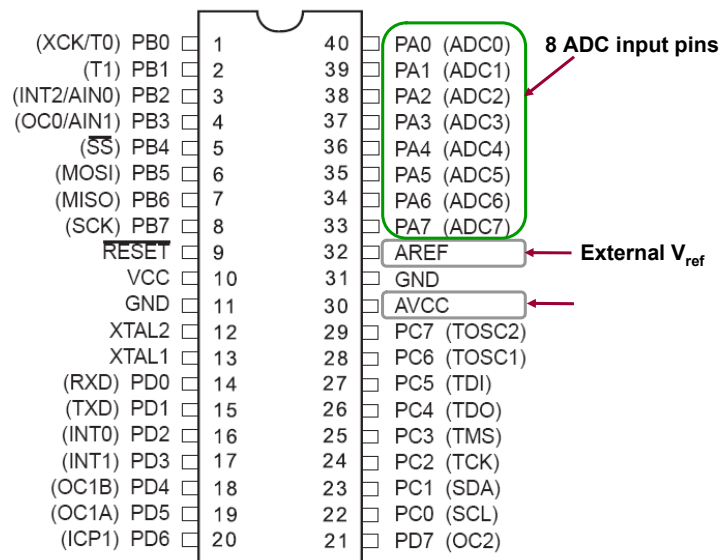 (XCK/T0) PB0 1 40 PA0 (ADC0) 8 ADC input pins
(T1) PB1 2 39 PA1 (ADC1)
(INT2/AIN0) PB2 3 38 PA2 (ADC2)
(OC0/AIN1) PB3 4 37 PA3 (ADC3)
(S̅S̅) PB4 5 36 PA4 (ADC4)
(MOSI) PB5 6 35 PA5 (ADC5)
(MISO) PB6 7 34 PA6 (ADC6)
(SCK) PB7 8 33 PA7 (ADC7)
R̅E̅S̅E̅T̅ 9 32 AREF External Vref
VCC 10 31 GND
GND 11 30 AVCC
XTAL2 12 29 PC7 (TOSC2)
XTAL1 13 28 PC6 (TOSC1)
(RXD) PD0 14 27 PC5 (TDI)
(TXD) PD1 15 26 PC4 (TDO)
(INT0) PD2 16 25 PC3 (TMS)
(INT1) PD3 17 24 PC2 (TCK)
(OC1B) PD4 18 23 PC1 (SDA)
(OC1A) PD5 19 22 PC0 (SCL)
(ICP1) PD6 20 21 PD7 (OC2)